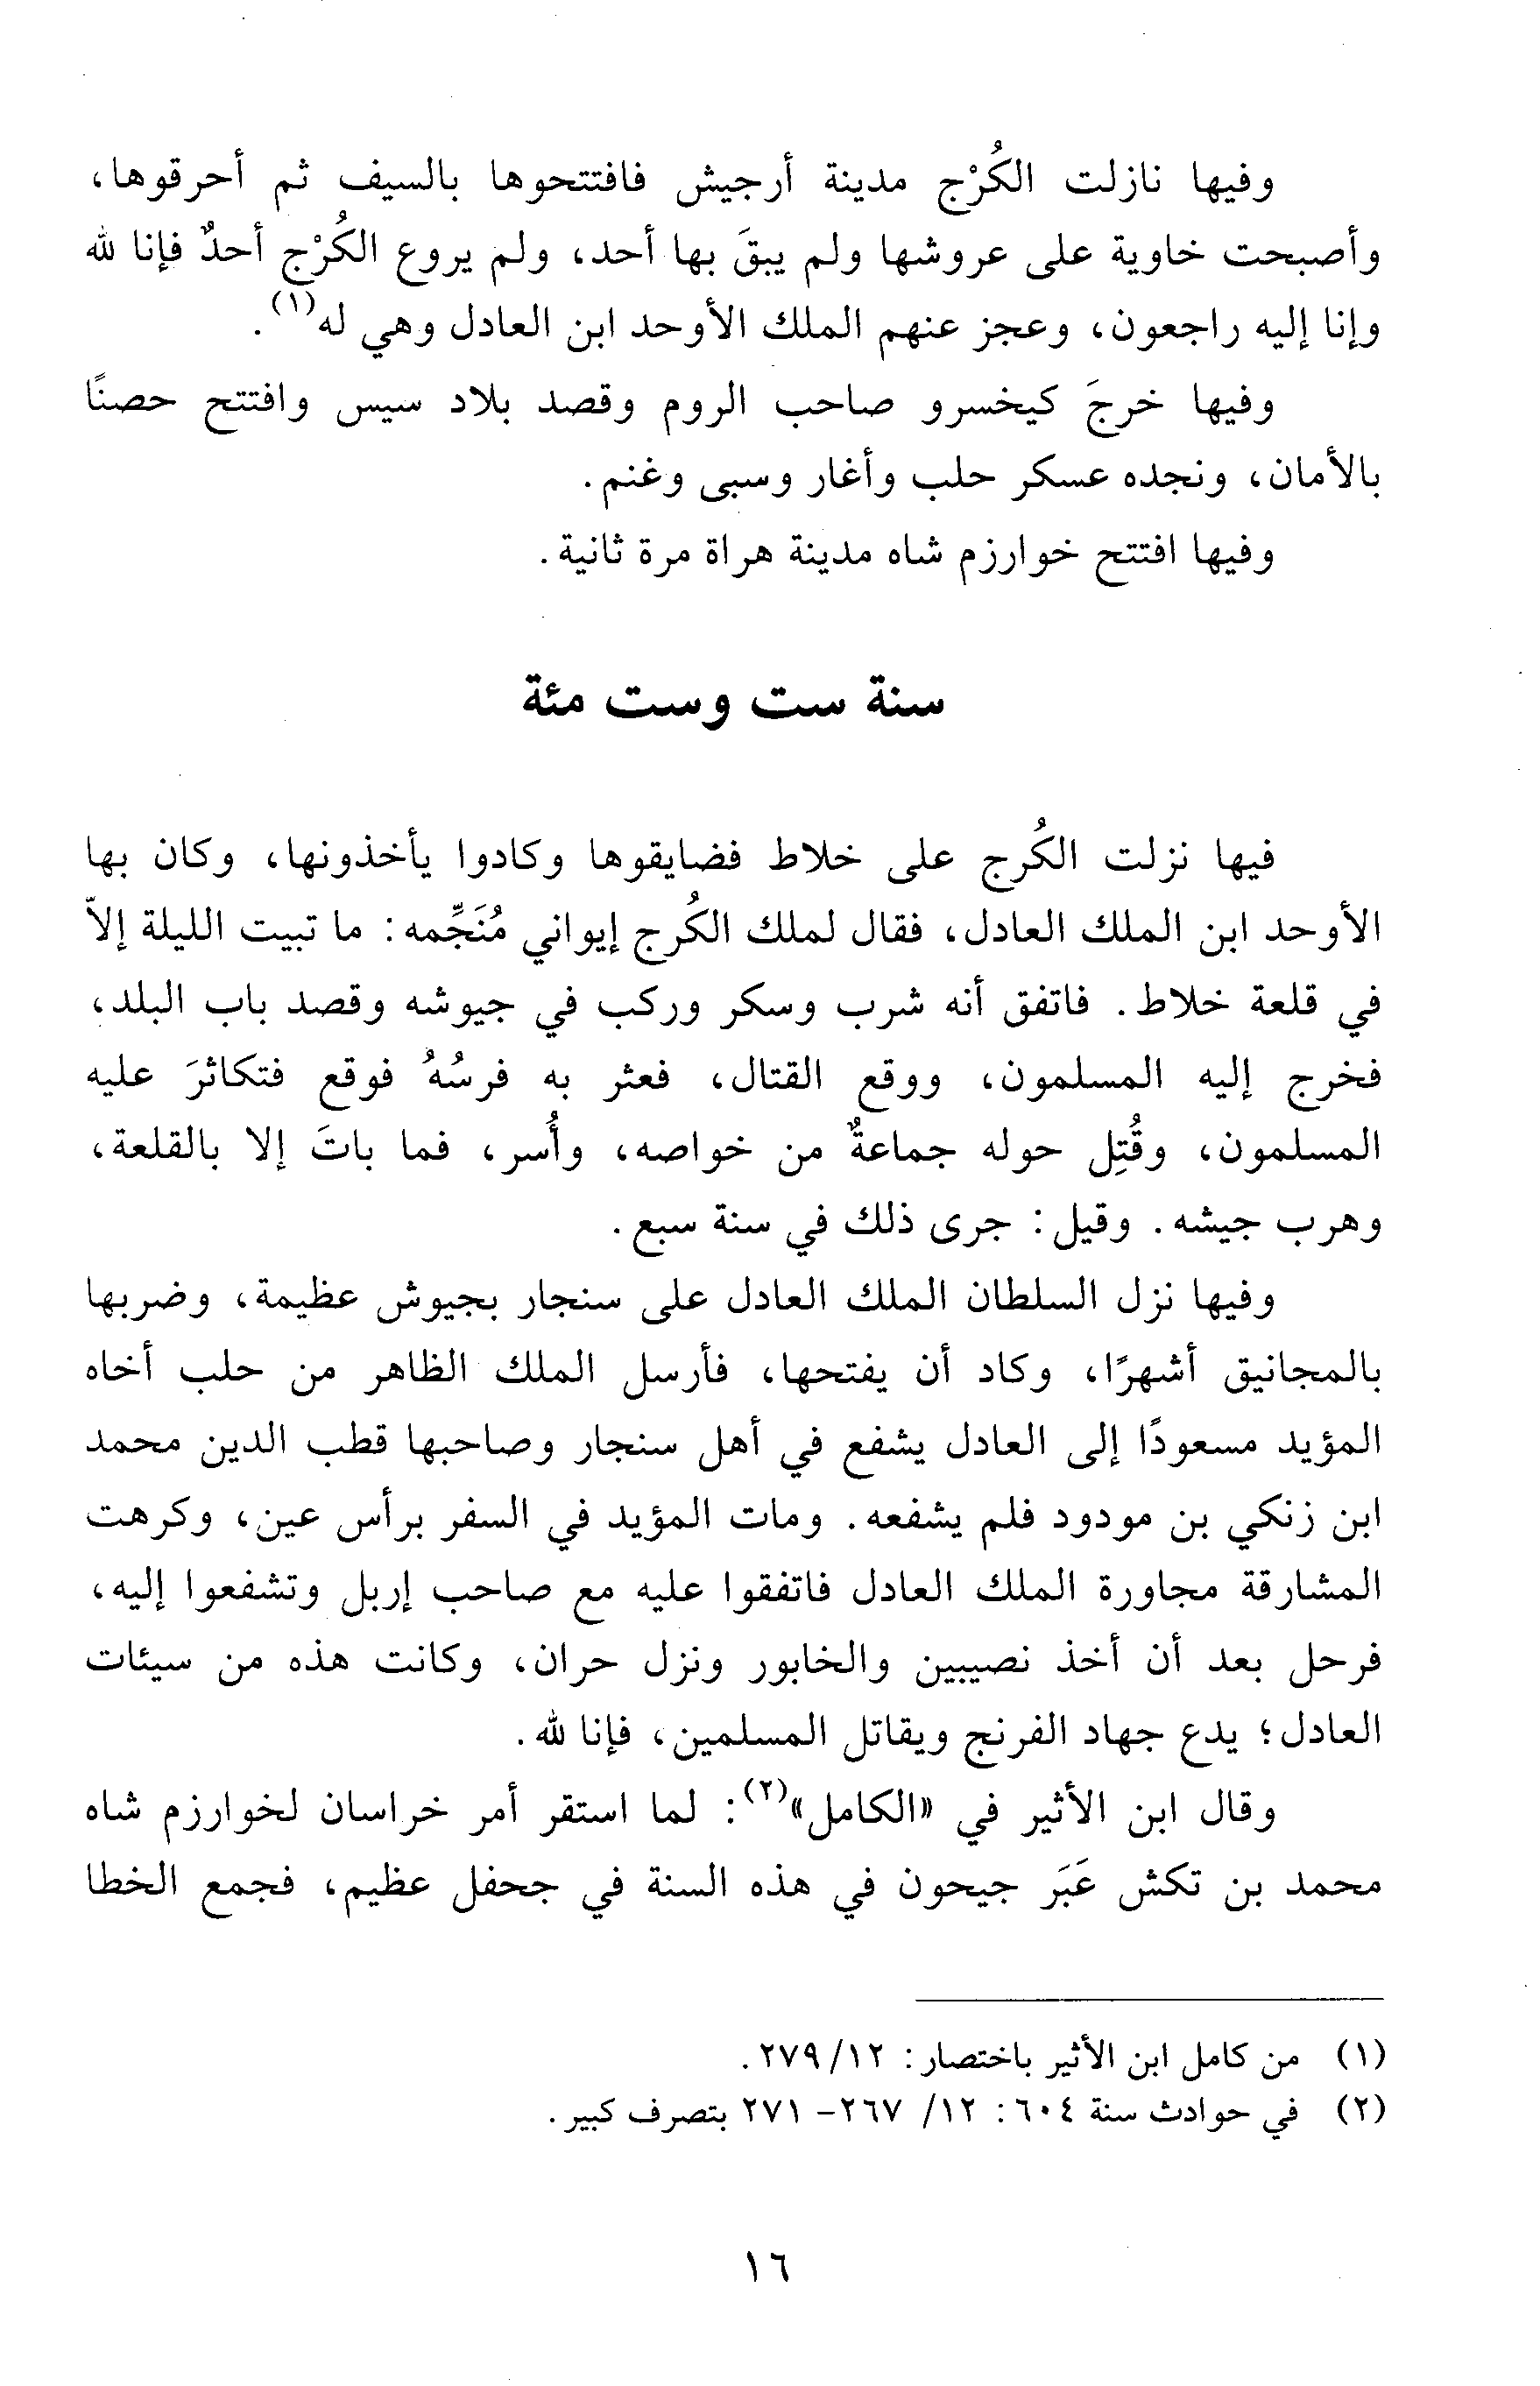 وفيها نازلت الكُرْج مدينة أرجيش فافتتحوها بالسيف ثم أحرقوها،
وأصبحت خاوية على عروشها ولم يبقَ بها أحد، ولم يروع الكُرْج أحدٌ فإنا لله
وإنا إليه راجعون، وعجز عنهم الملك الأوحد ابن العادل وهي له(١).
وفيها خرجَ كيخسرو صاحب الروم وقصد بلاد سيس وافتتح حصنًا
بالأمان، ونجده عسكر حلب وأغار وسبى وغنم.
وفيها افتتح خوارزم شاه مدينة هراة مرة ثانية.
سنة ست وست مئة
فيها نزلت الكُرج على خلاط فضايقوها وكادوا يأخذونها، وكان بها
الأوحد ابن الملك العادل، فقال لملك الكُرج إيواني مُنَجِّمه: ما تبيت الليلة إلاّ
في قلعة خلاط. فاتفق أنه شرب وسكر وركب في جيوشه وقصد باب البلد،
فخرج إليه المسلمون، ووقع القتال، فعثر به فرسُهُ فوقع فتكاثرَ عليه
المسلمون، وقُتِل حوله جماعةٌ من خواصه، وأُسر، فما باتَ إلا بالقلعة،
وهرب جيشه. وقيل: جرى ذلك في سنة سبع.
وفيها نزل السلطان الملك العادل على سنجار بجيوش عظيمة، وضربها
بالمجانيق أشهرًا، وكاد أن يفتحها، فأرسل الملك الظاهر من حلب أخاه
المؤيد مسعودًا إلى العادل يشفع في أهل سنجار وصاحبها قطب الدين محمد
ابن زنكي بن مودود فلم يشفعه. ومات المؤيد في السفر برأس عين، وكرهت
المشارقة مجاورة الملك العادل فاتفقوا عليه مع صاحب إربل وتشفعوا إليه،
فرحل بعد أن أخذ نصيبين والخابور ونزل حران، وكانت هذه من سيئات
العادل؛ يدع جهاد الفرنج ويقاتل المسلمين، فإنا لله.
وقال ابن الأثير في «الكامل»(٢): لما استقر أمر خراسان لخوارزم شاه
محمد بن تكش عَبَر جيحون في هذه السنة في جحفل عظيم، فجمع الخطا
(١) من كامل ابن الأثير باختصار: ١٢/ ٢٧٩.
(٢) في حوادث سنة ٦٠٤: ١٢/ ٢٦٧- ٢٧١ بتصرف كبير.
١٦